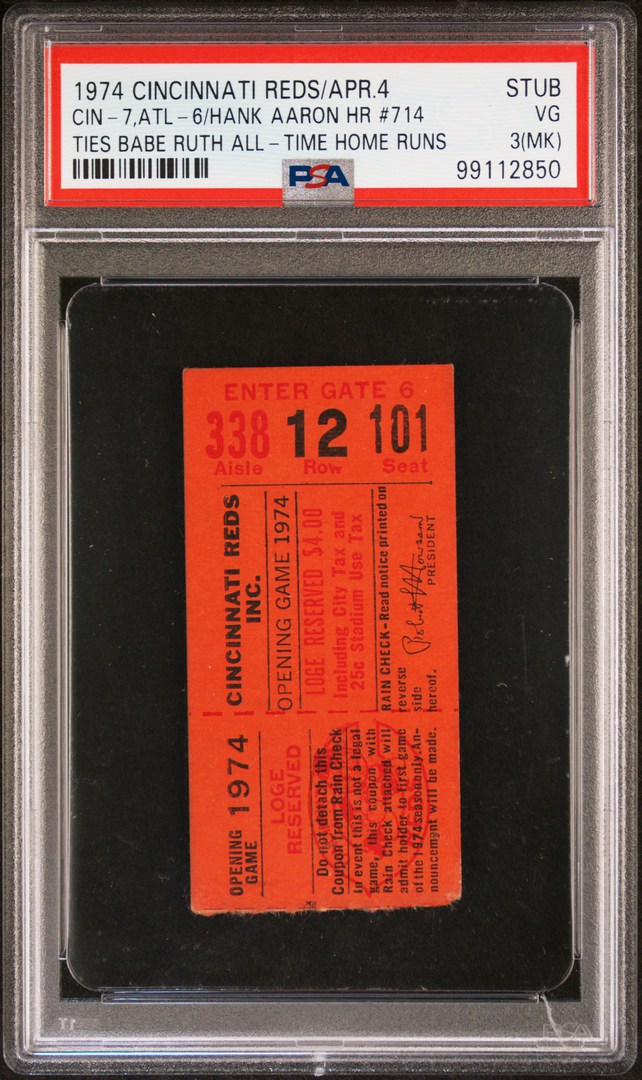 1974 CINCINNATI REDS/APR.4 STUB
CIN-7,ATL-6/HANK AARON HR #714 VG
TIES BABE RUTH ALL-TIME HOME RUNS 3(MK)
PSA 99112850
ENTER GATE 6
338 12 101
Aisle Row Seat
CINCINNATI REDS
INC.
OPENING GAME 1974
LOGE RESERVED $4.00
Including City Tax and
25c Stadium Use Tax
RAIN CHECK-Read notice printed on
reverse
side
hereof.
PRESIDENT
OPENING
GAME
1974
LOGE
RESERVED
Do not detach this
Coupon from Rain Check
In event this is not a legal
game, this coupon with
Rain Check attached will
admit holder to first game
of the 1974 season only. An-
nouncement will be made.
PSA